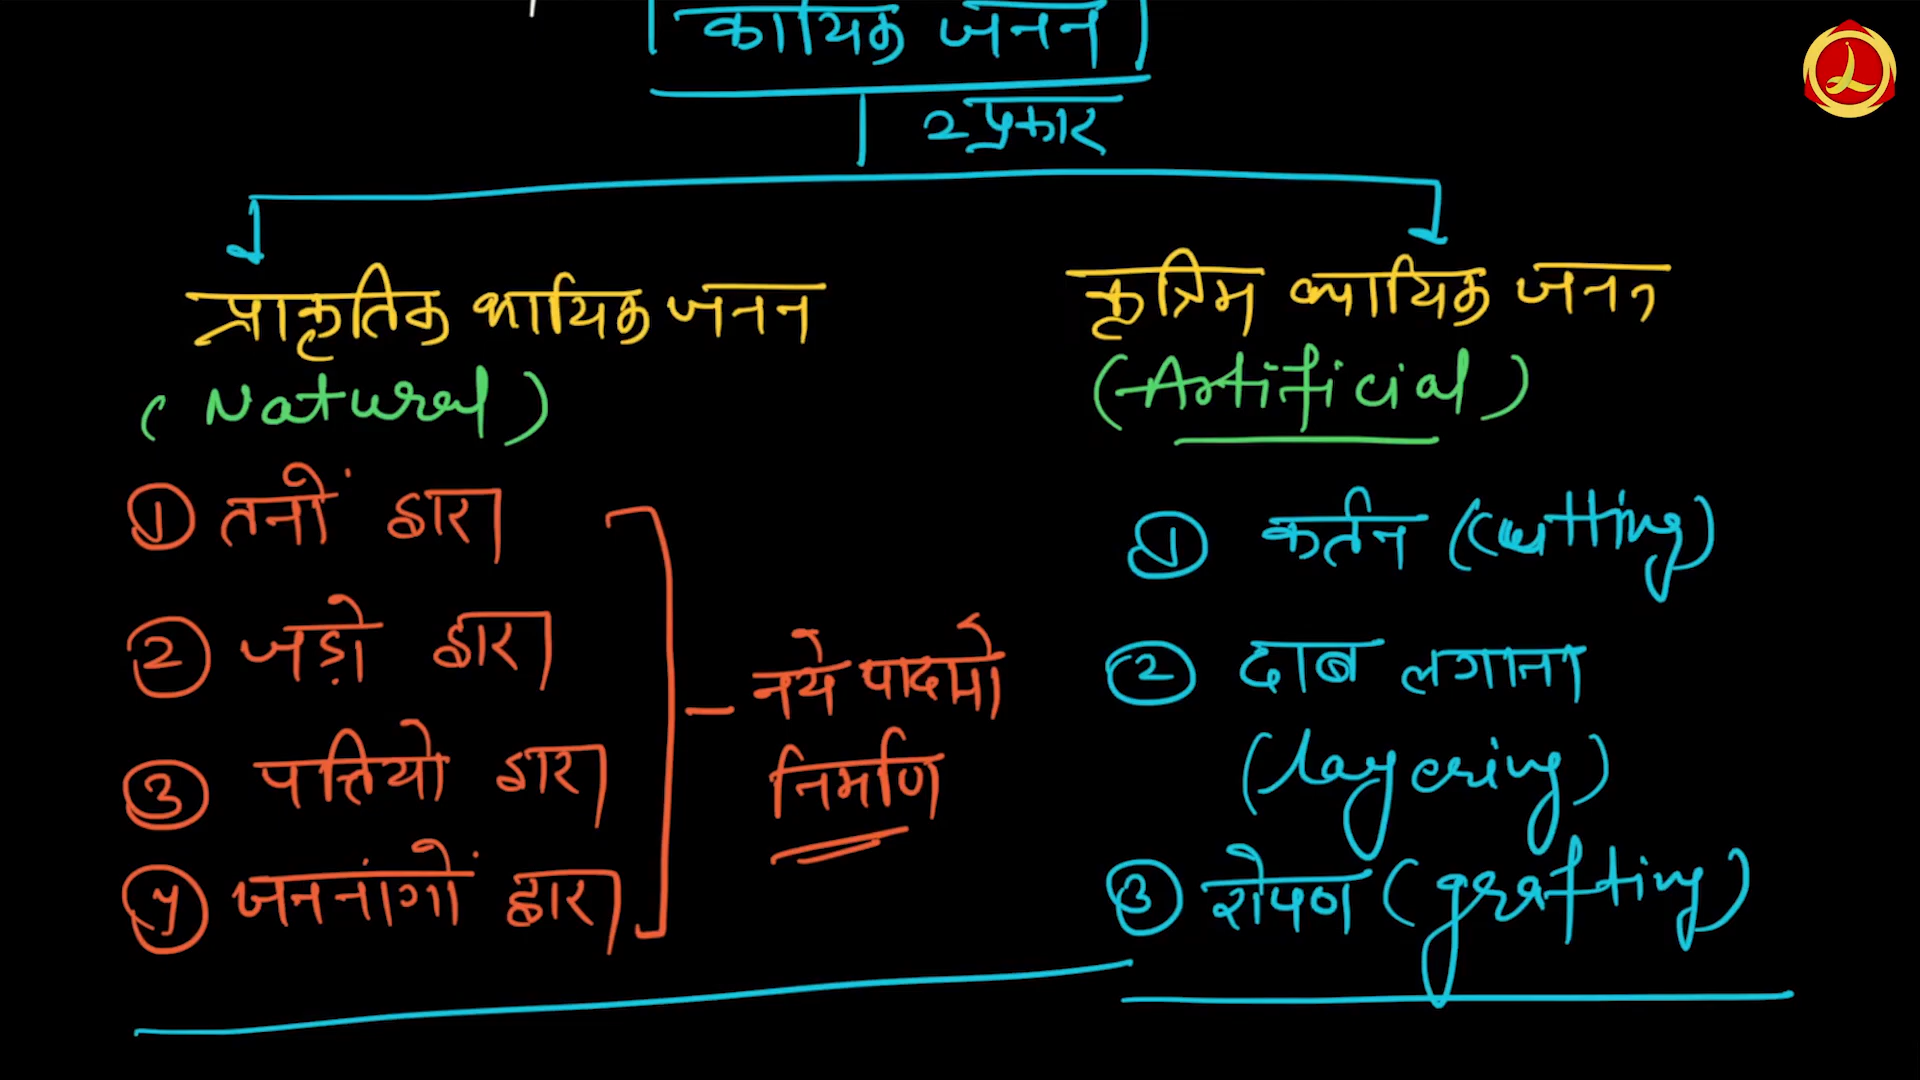 कायिक जनन
2 प्रकार
प्राकृतिक कायिक जनन
(Natural)
① तनों द्वारा
② जड़ो द्वारा
③ पत्तियो द्वारा
④ जननांगों द्वारा
नये पादपो
निर्माण
कृत्रिम कायिक जनन
(Artificial)
① कर्तन (cutting)
② दाब लगाना
(layering)
③ रोपण (grafting)